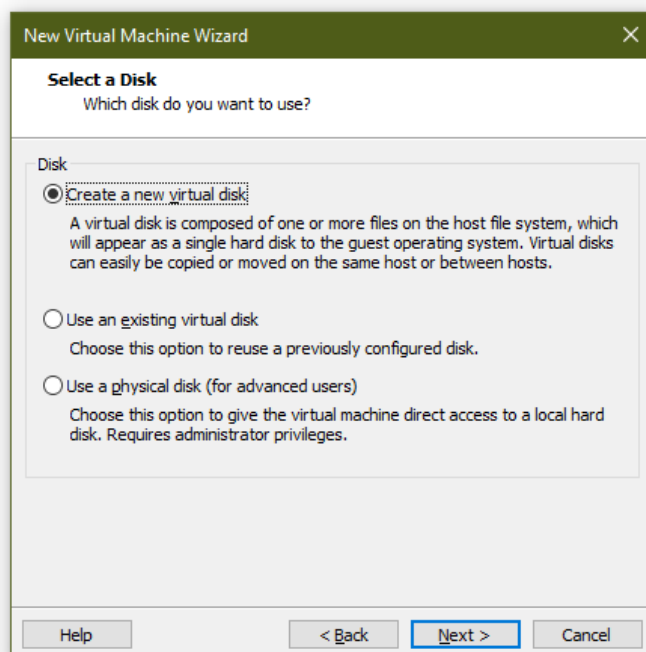 New Virtual Machine Wizard
Select a Disk
Which disk do you want to use?
Disk
Create a new virtual disk
A virtual disk is composed of one or more files on the host file system, which
will appear as a single hard disk to the guest operating system. Virtual disks
can easily be copied or moved on the same host or between hosts.
Use an existing virtual disk
Choose this option to reuse a previously configured disk.
Use a physical disk (for advanced users)
Choose this option to give the virtual machine direct access to a local hard
disk. Requires administrator privileges.
Help < Back Next > Cancel